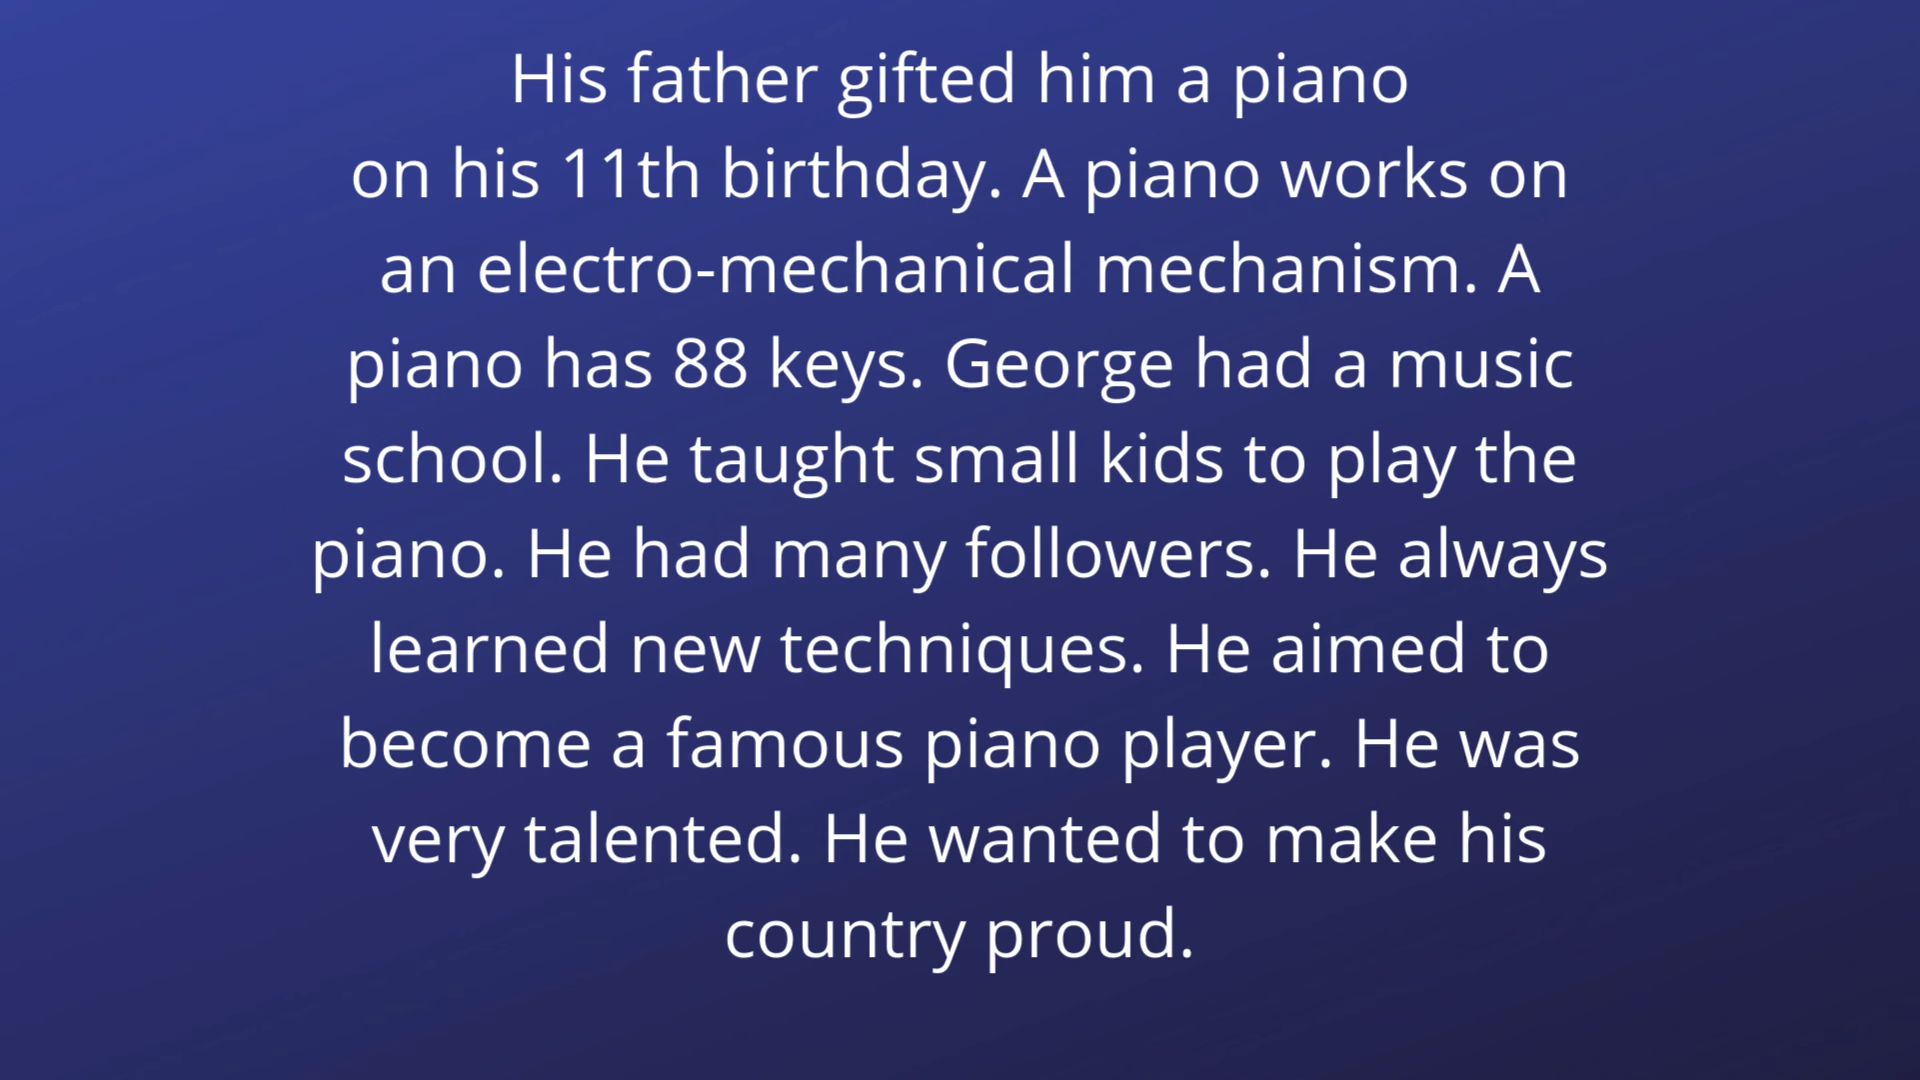 His father gifted him a piano
on his 11th birthday. A piano works on
an electro-mechanical mechanism. A
piano has 88 keys. George had a music
school. He taught small kids to play the
piano. He had many followers. He always
learned new techniques. He aimed to
become a famous piano player. He was
very talented. He wanted to make his
country proud.